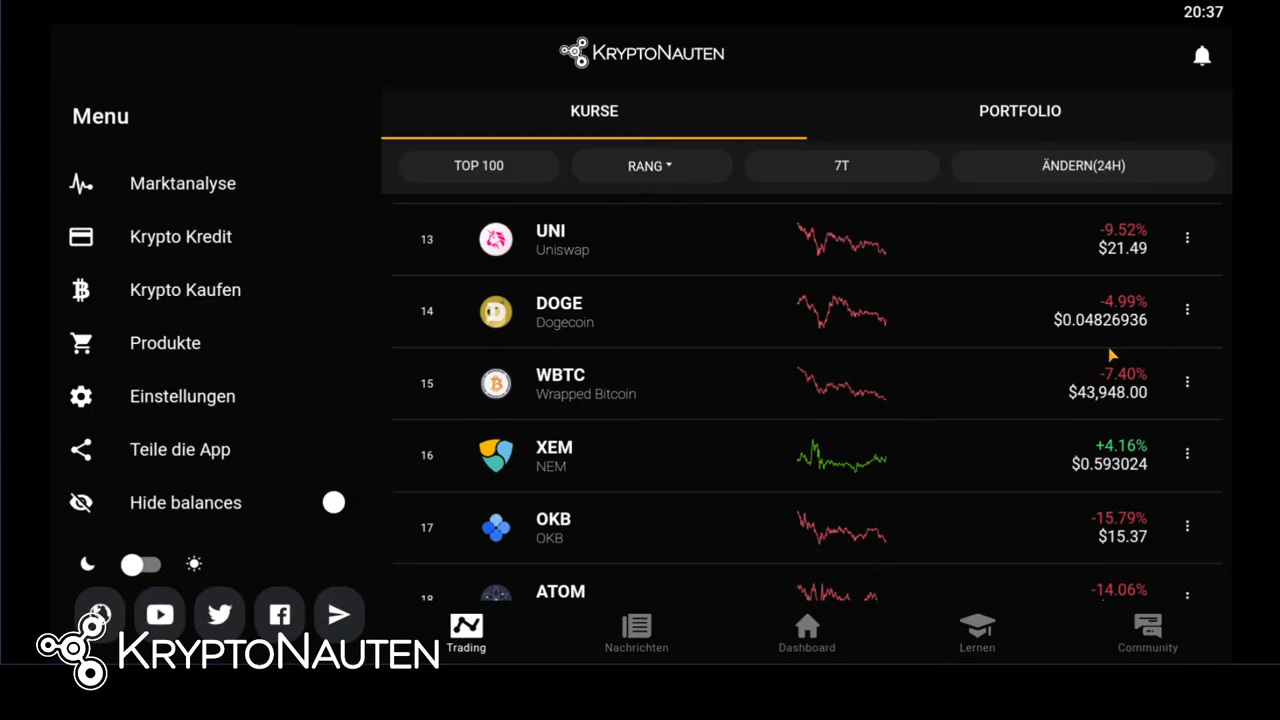 20:37
KRYPTONAUTEN
Menu
KURSE
PORTFOLIO
TOP 100
RANG
7T
ÄNDERN(24H)
Marktanalyse
Krypto Kredit
Krypto Kaufen
Produkte
Einstellungen
Teile die App
Hide balances
13
UNI
Uniswap
-9.52%
$21.49
14
DOGE
Dogecoin
-4.99%
$0.04826936
15
WBTC
Wrapped Bitcoin
-7.40%
$43,948.00
16
XEM
NEM
+4.16%
$0.593024
17
OKB
OKB
-15.79%
$15.37
18
ATOM
-14.06%
Trading
Nachrichten
Dashboard
Lernen
Community
KRYPTONAUTEN